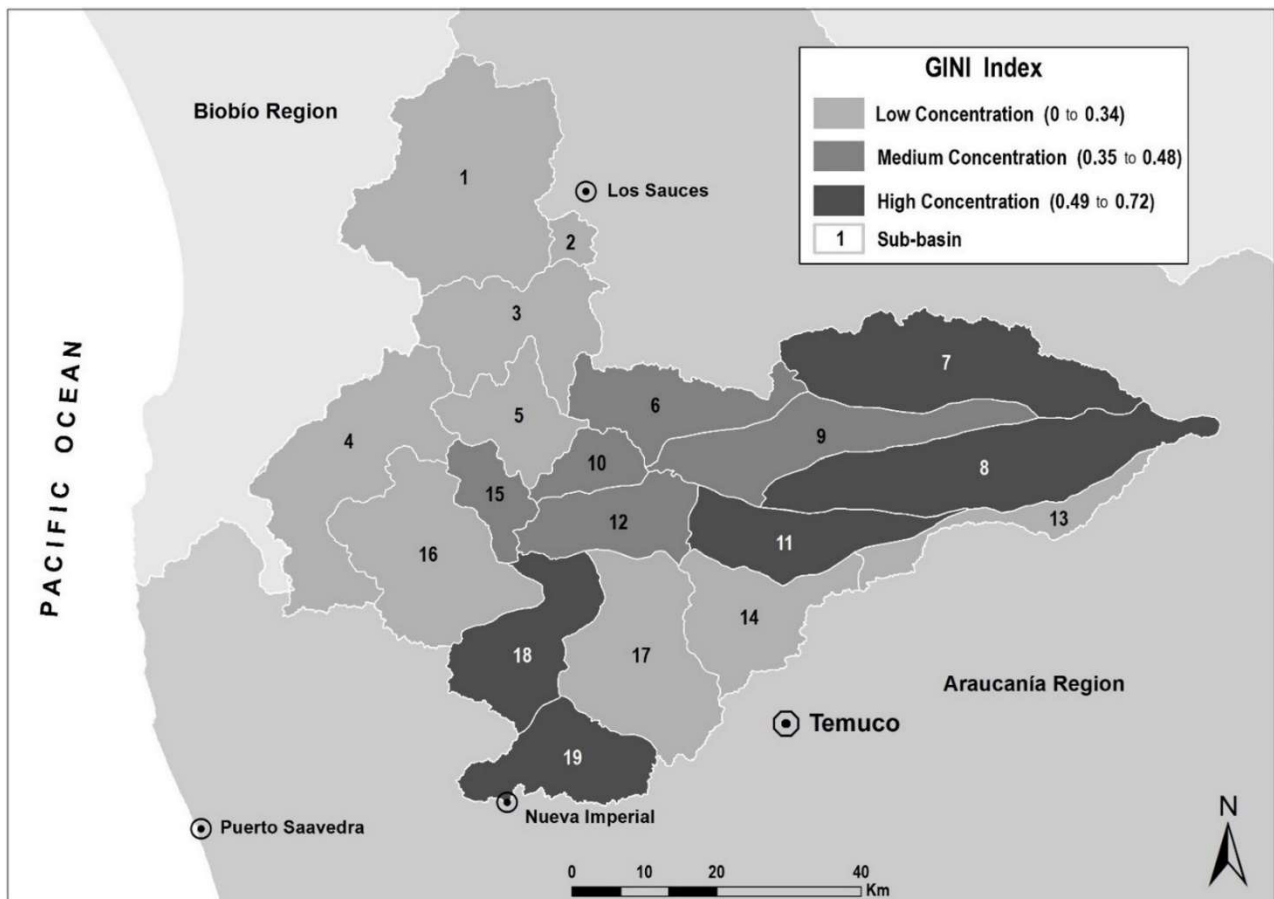 GINI Index
Low Concentration (0 to 0.34)
Medium Concentration (0.35 to 0.48)
High Concentration (0.49 to 0.72)
1 Sub-basin
Biobío Region
Los Sauces
1
2
3
4
5
6
7
8
9
10
11
12
13
14
15
16
17
18
19
PACIFIC OCEAN
Araucanía Region
Temuco
Nueva Imperial
Puerto Saavedra
N
0 10 20 40
Km